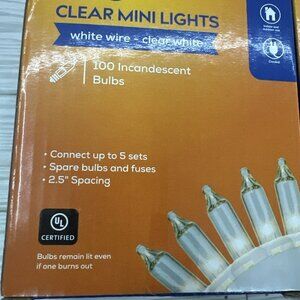 CLEAR MINI LIGHTS
white wire - clear white
100 Incandescent
Bulbs
• Connect up to 5 sets
• Spare bulbs and fuses
• 2.5" Spacing
UL
CERTIFIED
Bulbs remain lit even
if one burns out